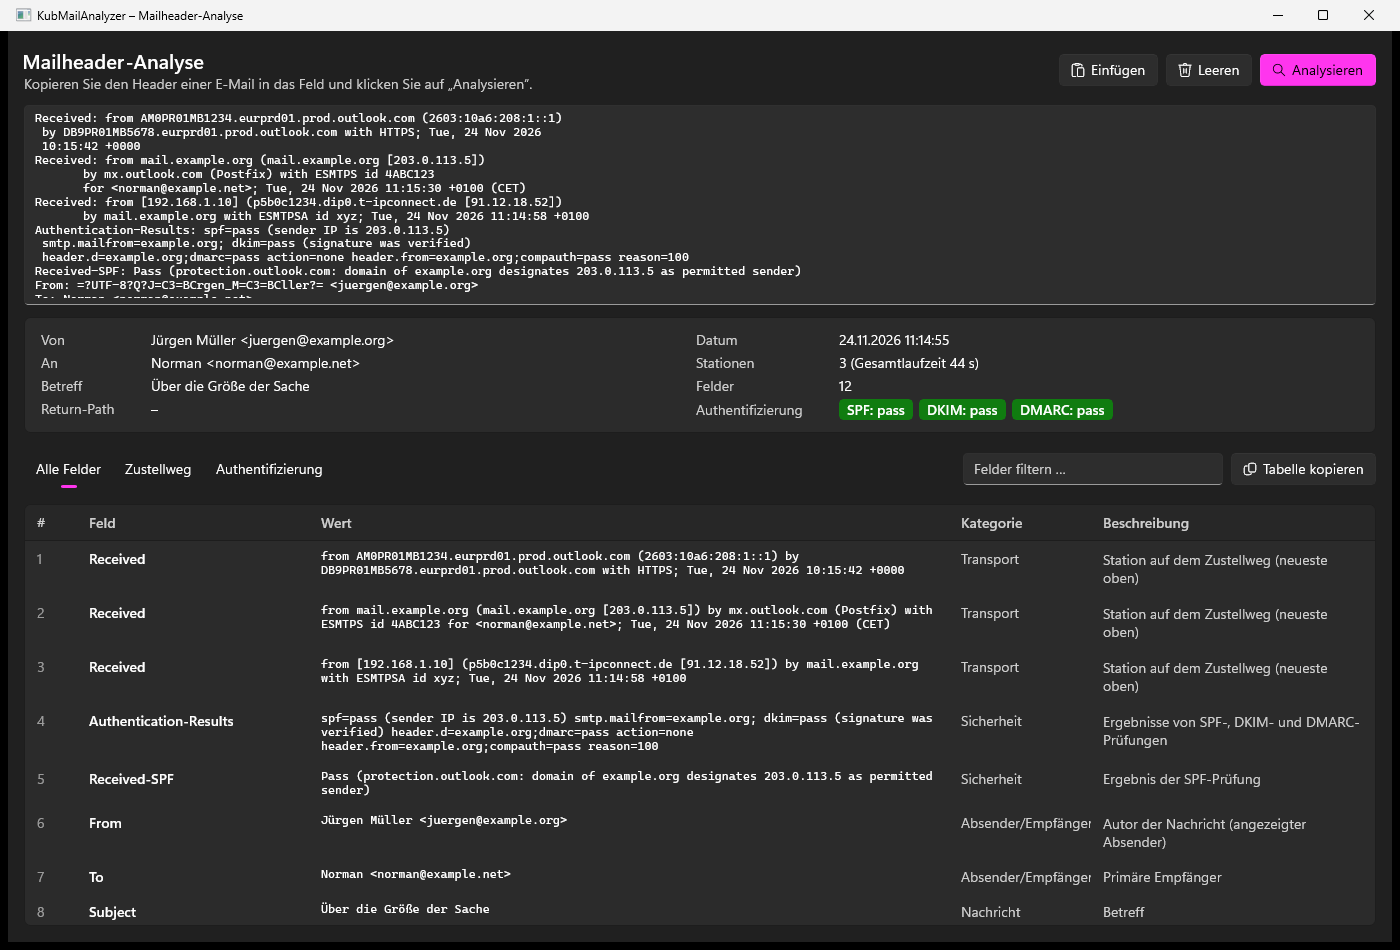 KubMailAnalyzer – Mailheader-Analyse
Mailheader-Analyse
Kopieren Sie den Header einer E-Mail in das Feld und klicken Sie auf „Analysieren“.
Einfügen
Leeren
Analysieren
Received: from AM0PR01MB1234.eurprd01.prod.outlook.com (2603:10a6:208:1::1)
by DB9PR01MB5678.eurprd01.prod.outlook.com with HTTPS; Tue, 24 Nov 2026
10:15:42 +0000
Received: from mail.example.org (mail.example.org [203.0.113.5])
by mx.outlook.com (Postfix) with ESMTPS id 4ABC123
for <norman@example.net>; Tue, 24 Nov 2026 11:15:30 +0100 (CET)
Received: from [192.168.1.10] (p5b0c1234.dip0.t-ipconnect.de [91.12.18.52])
by mail.example.org with ESMTPSA id xyz; Tue, 24 Nov 2026 11:14:58 +0100
Authentication-Results: spf=pass (sender IP is 203.0.113.5)
smtp.mailfrom=example.org; dkim=pass (signature was verified)
header.d=example.org;dmarc=pass action=none header.from=example.org;compauth=pass reason=100
Received-SPF: Pass (protection.outlook.com: domain of example.org designates 203.0.113.5 as permitted sender)
From: =?UTF-8?Q?J=C3=BCrgen_M=C3=BCller?= <juergen@example.org>
To: Norman <norman@example.net>
Von Jürgen Müller <juergen@example.org>
An Norman <norman@example.net>
Betreff Über die Größe der Sache
Return-Path –
Datum 24.11.2026 11:14:55
Stationen 3 (Gesamtlaufzeit 44 s)
Felder 12
Authentifizierung SPF: pass DKIM: pass DMARC: pass
Alle Felder Zustellweg Authentifizierung
Felder filtern ...
Tabelle kopieren
# Feld Wert Kategorie Beschreibung
1 Received from AM0PR01MB1234.eurprd01.prod.outlook.com (2603:10a6:208:1::1) by Transport Station auf dem Zustellweg (neueste
DB9PR01MB5678.eurprd01.prod.outlook.com with HTTPS; Tue, 24 Nov 2026 10:15:42 +0000 oben)
2 Received from mail.example.org (mail.example.org [203.0.113.5]) by mx.outlook.com (Postfix) with Transport Station auf dem Zustellweg (neueste
ESMTPS id 4ABC123 for <norman@example.net>; Tue, 24 Nov 2026 11:15:30 +0100 (CET) oben)
3 Received from [192.168.1.10] (p5b0c1234.dip0.t-ipconnect.de [91.12.18.52]) by mail.example.org Transport Station auf dem Zustellweg (neueste
with ESMTPSA id xyz; Tue, 24 Nov 2026 11:14:58 +0100 oben)
4 Authentication-Results spf=pass (sender IP is 203.0.113.5) smtp.mailfrom=example.org; dkim=pass (signature was Sicherheit Ergebnisse von SPF-, DKIM- und DMARC-
verified) header.d=example.org;dmarc=pass action=none Prüfungen
header.from=example.org;compauth=pass reason=100
5 Received-SPF Pass (protection.outlook.com: domain of example.org designates 203.0.113.5 as permitted Sicherheit Ergebnis der SPF-Prüfung
sender)
6 From Jürgen Müller <juergen@example.org> Absender/Empfänger Autor der Nachricht (angezeigter
Absender)
7 To Norman <norman@example.net> Absender/Empfänger Primäre Empfänger
8 Subject Über die Größe der Sache Nachricht Betreff